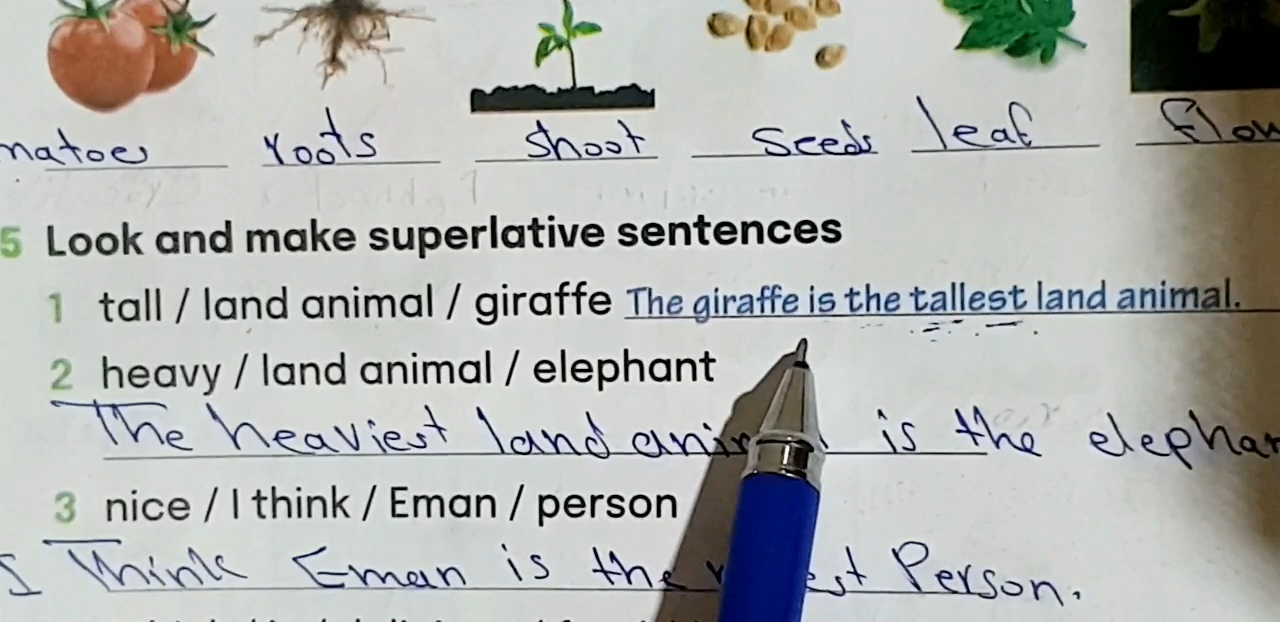 matoes roots shoot seeds leaf flow
5 Look and make superlative sentences
1 tall / land animal / giraffe The giraffe is the tallest land animal.
2 heavy / land animal / elephant
The heaviest land is the elephan
3 nice / I think / Eman / person
I Think Eman is the Person.